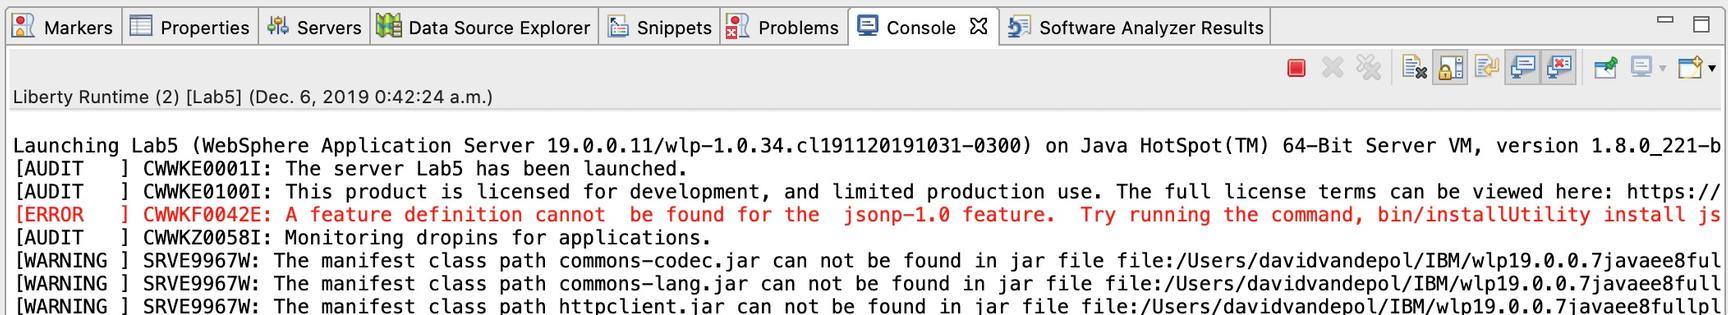 Markers Properties Servers Data Source Explorer Snippets Problems Console Software Analyzer Results
Liberty Runtime (2) [Lab5] (Dec. 6, 2019 0:42:24 a.m.)
Launching Lab5 (WebSphere Application Server 19.0.0.11/wlp-1.0.34.cl191120191031-0300) on Java HotSpot(TM) 64-Bit Server VM, version 1.8.0_221-b
[AUDIT   ] CWWKE0001I: The server Lab5 has been launched.
[AUDIT   ] CWWKE0100I: This product is licensed for development, and limited production use. The full license terms can be viewed here: https://
[ERROR   ] CWWKF0042E: A feature definition cannot  be found for the  jsonp-1.0 feature.  Try running the command, bin/installUtility install js
[AUDIT   ] CWWKZ0058I: Monitoring dropins for applications.
[WARNING ] SRVE9967W: The manifest class path commons-codec.jar can not be found in jar file file:/Users/davidvandepol/IBM/wlp19.0.0.7javaee8ful
[WARNING ] SRVE9967W: The manifest class path commons-lang.jar can not be found in jar file file:/Users/davidvandepol/IBM/wlp19.0.0.7javaee8full
[WARNING ] SRVE9967W: The manifest class path httpclient.jar can not be found in jar file file:/Users/davidvandepol/IBM/wlp19.0.0.7javaee8fullpl